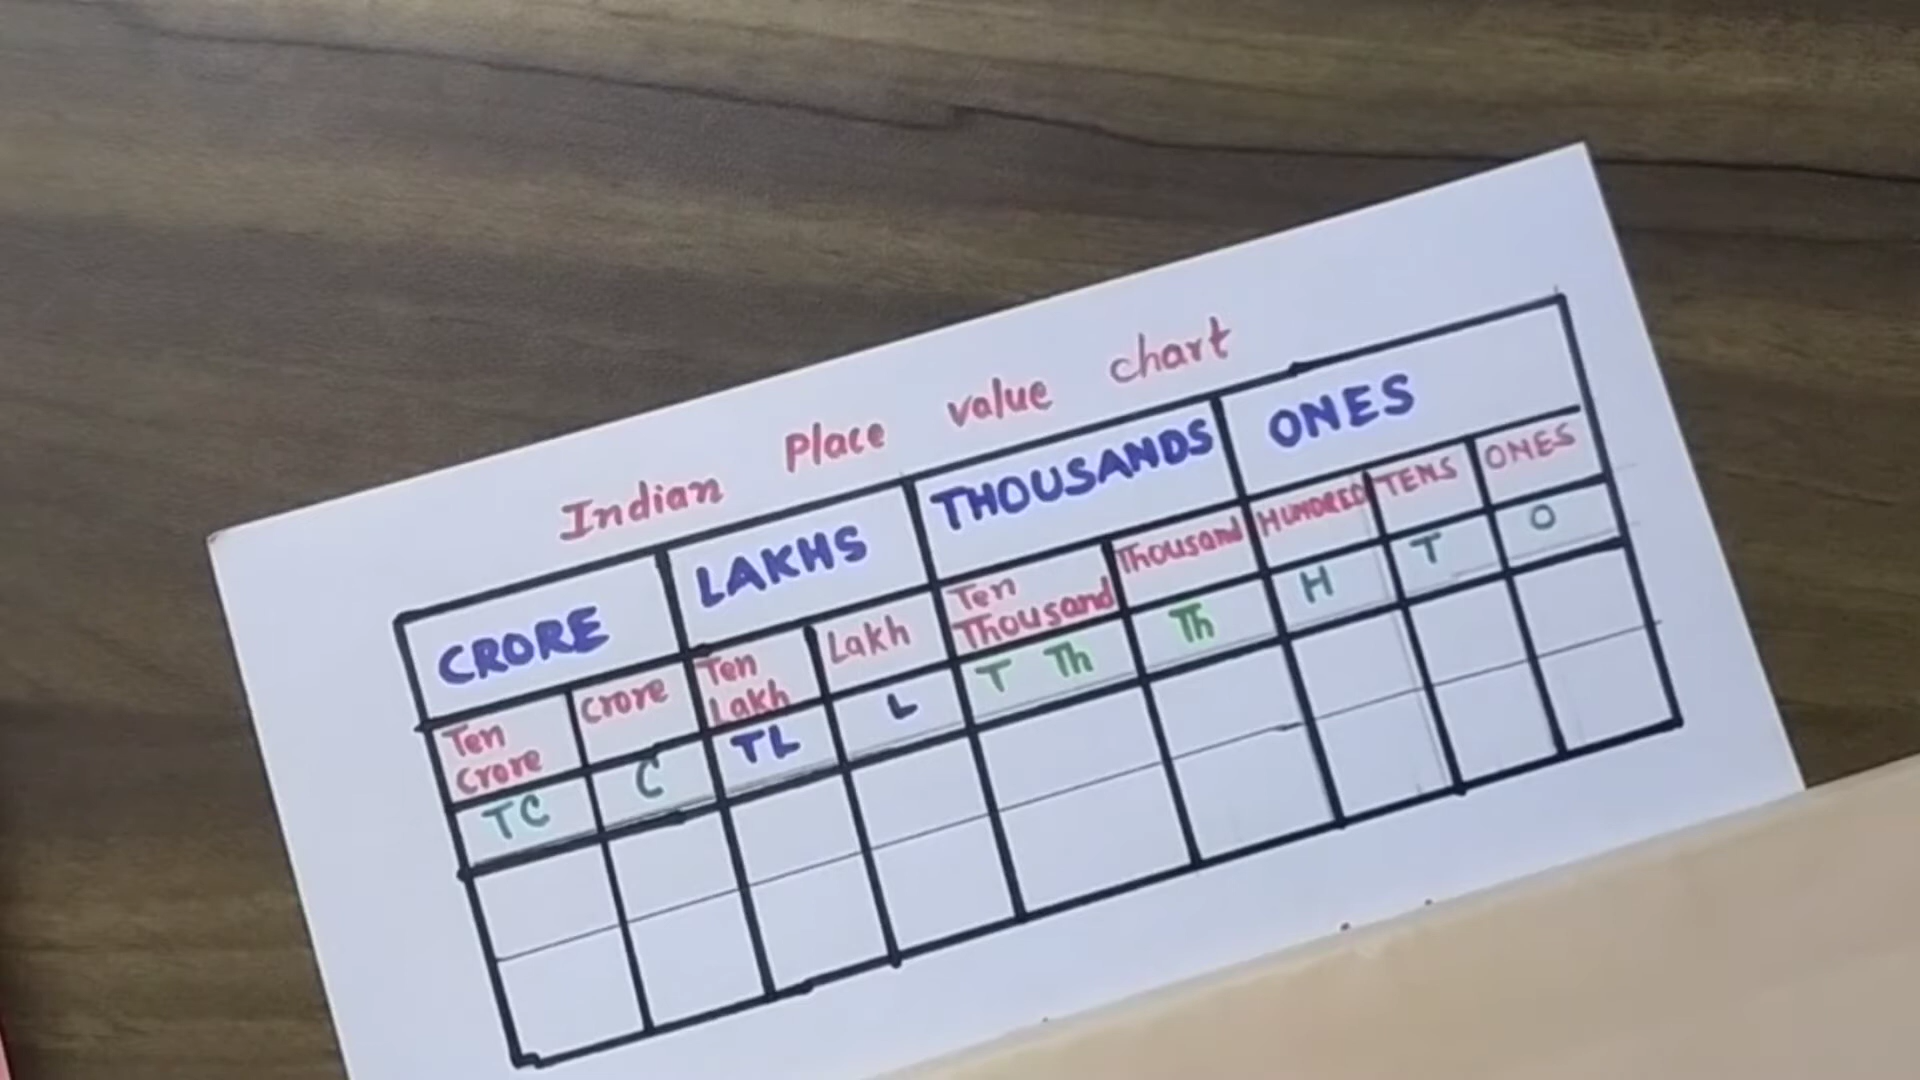 Indian Place value chart
CRORE LAKHS THOUSANDS ONES
Ten Crore Crore Ten Lakh Lakh Ten Thousand Thousand HUNDRED TENS ONES
TC C TL L T Th Th H T O